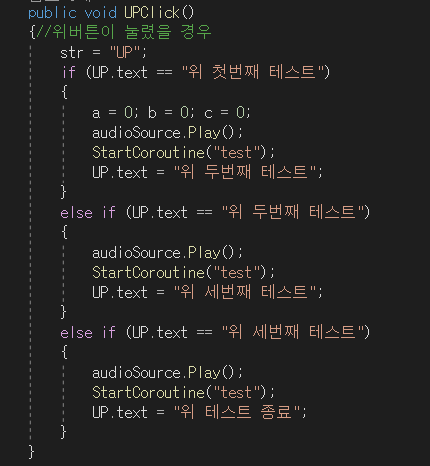 public void UPClick()
{//위버튼이 눌렸을 경우
str = "UP";
if (UP.text == "위 첫번째 테스트")
{
a = 0; b = 0; c = 0;
audioSource.Play();
StartCoroutine("test");
UP.text = "위 두번째 테스트";
}
else if (UP.text == "위 두번째 테스트")
{
audioSource.Play();
StartCoroutine("test");
UP.text = "위 세번째 테스트";
}
else if (UP.text == "위 세번째 테스트")
{
audioSource.Play();
StartCoroutine("test");
UP.text = "위 테스트 종료";
}
}